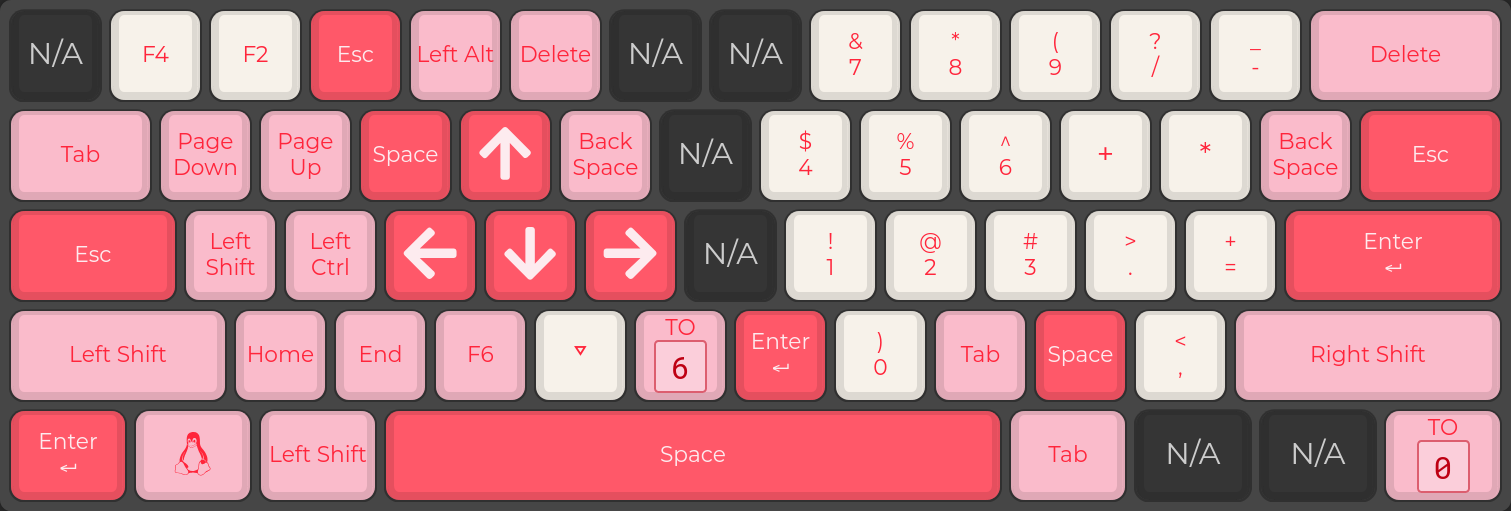 N/A F4 F2 Esc Left Alt Delete N/A N/A & * ( ? _ Delete
7 8 9 / -
Tab Page Page Space Back N/A $ % ^ + * Back Esc
Down Up Space 4 5 6 Space
Esc Left Left N/A ! @ # > + Enter
Shift Ctrl 1 2 3 . =
Left Shift Home End F6 TO Enter ) Tab Space < Right Shift
6 0 ,
Enter Left Shift Space Tab N/A N/A TO
0